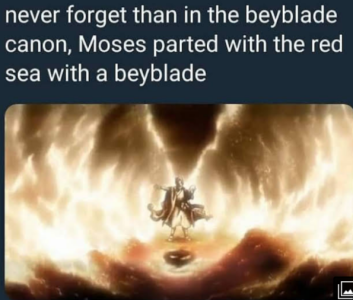 never forget than in the beyblade
canon, Moses parted with the red
sea with a beyblade